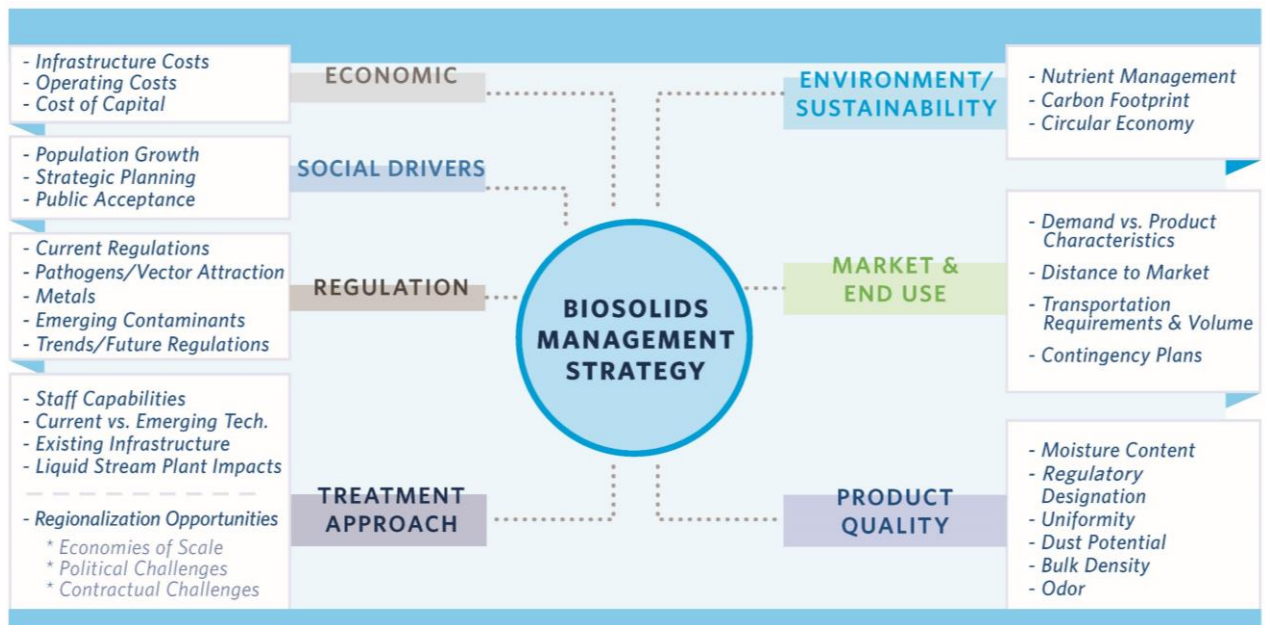 - Infrastructure Costs
- Operating Costs
- Cost of Capital
ECONOMIC
- Population Growth
- Strategic Planning
- Public Acceptance
SOCIAL DRIVERS
- Current Regulations
- Pathogens/Vector Attraction
- Metals
- Emerging Contaminants
- Trends/Future Regulations
REGULATION
- Staff Capabilities
- Current vs. Emerging Tech.
- Existing Infrastructure
- Liquid Stream Plant Impacts
- Regionalization Opportunities
* Economies of Scale
* Political Challenges
* Contractual Challenges
TREATMENT
APPROACH
BIOSOLIDS
MANAGEMENT
STRATEGY
ENVIRONMENT/
SUSTAINABILITY
- Nutrient Management
- Carbon Footprint
- Circular Economy
MARKET &
END USE
- Demand vs. Product
Characteristics
- Distance to Market
- Transportation
Requirements & Volume
- Contingency Plans
PRODUCT
QUALITY
- Moisture Content
- Regulatory
Designation
- Uniformity
- Dust Potential
- Bulk Density
- Odor